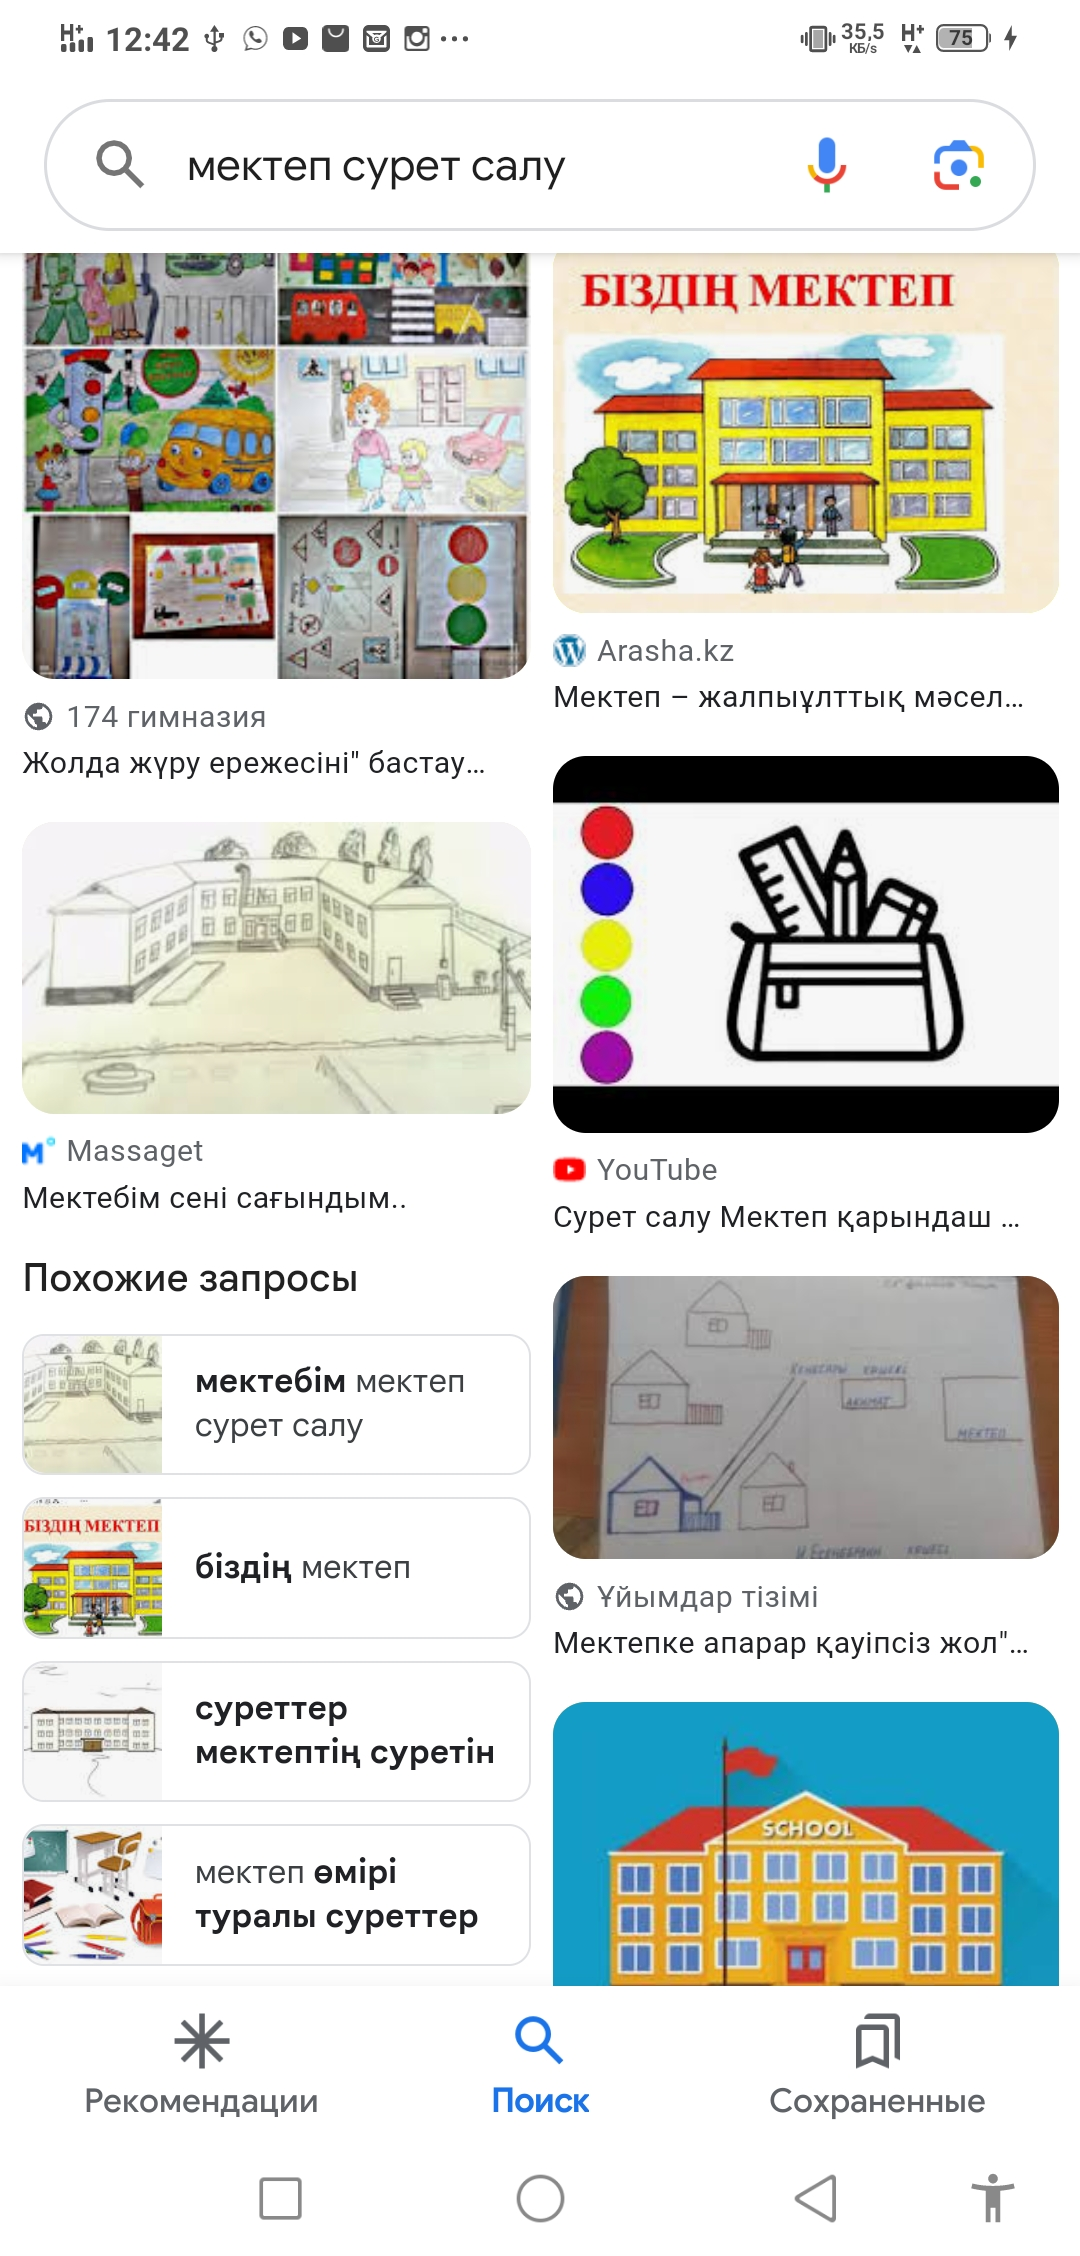 12:42
35,5
КБ/s
H+
75
мектеп сурет салу
174 гимназия
Жолда жүру ережесіні" бастау...
Massaget
Мектебім сені сағындым..
Похожие запросы
мектебім мектеп
сурет салу
БІЗДІҢ МЕКТЕП
біздің мектеп
суреттер
мектептің суретін
мектеп өмірі
туралы суреттер
БІЗДІҢ МЕКТЕП
Arasha.kz
Мектеп – жалпыұлттық мәсел...
YouTube
Сурет салу Мектеп қарындаш ...
АКИМАТ
МЕКТЕП
Ұйымдар тізімі
Мектепке апарар қауіпсіз жол"...
SCHOOL
Рекомендации
Поиск
Сохраненные